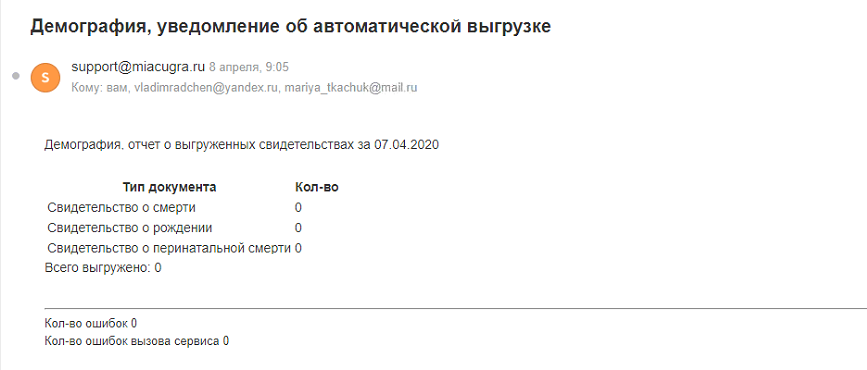 Демография, уведомление об автоматической выгрузке
S
support@miacugra.ru 8 апреля, 9:05
Кому: вам, vladimradchen@yandex.ru, mariya_tkachuk@mail.ru
Демография, отчет о выгруженных свидетельствах за 07.04.2020
Тип документа Кол-во
Свидетельство о смерти 0
Свидетельство о рождении 0
Свидетельство о перинатальной смерти 0
Всего выгружено: 0
Кол-во ошибок 0
Кол-во ошибок вызова сервиса 0